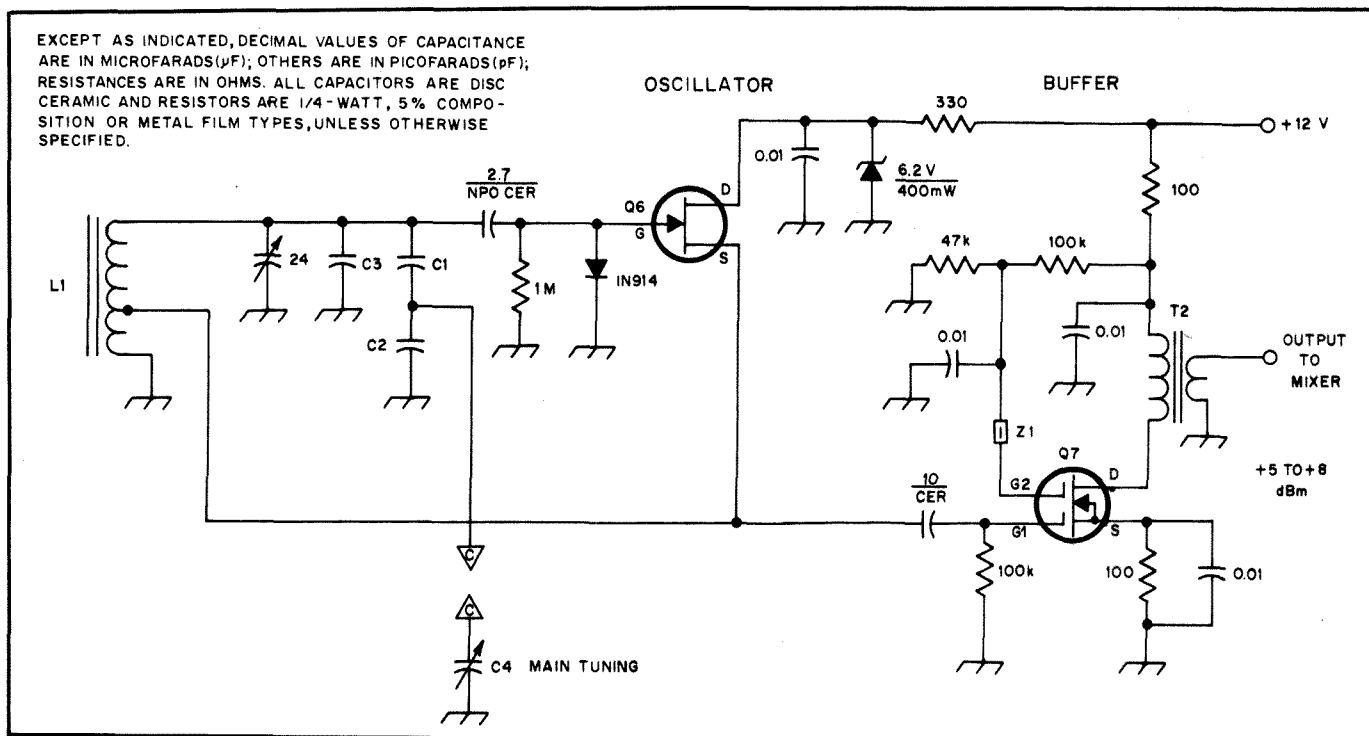 EXCEPT AS INDICATED, DECIMAL VALUES OF CAPACITANCE
ARE IN MICROFARADS (µF); OTHERS ARE IN PICOFARADS (pF);
RESISTANCES ARE IN OHMS. ALL CAPACITORS ARE DISC
CERAMIC AND RESISTORS ARE 1/4-WATT, 5% COMPO-
SITION OR METAL FILM TYPES, UNLESS OTHERWISE
SPECIFIED.
OSCILLATOR
BUFFER
330
+12 V
0.01
6.2 V
400mW
100
2.7
NPO CER
Q6
D
G
S
L1
24
C3
C1
1M
IN914
C2
47k
100k
0.01
0.01
T2
OUTPUT
TO
MIXER
Z1
Q7
G2
D
G1
S
+5 TO +8
dBm
10
CER
100k
100
0.01
C
C
C4 MAIN TUNING